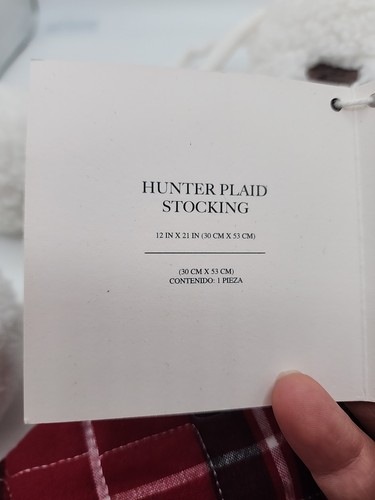 HUNTER PLAID
STOCKING
12 IN X 21 IN (30 CM X 53 CM)
(30 CM X 53 CM)
CONTENIDO: 1 PIEZA